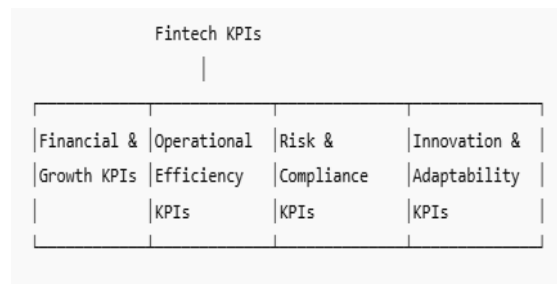 Fintech KPIs
Financial & Operational Risk & Innovation &
Growth KPIs Efficiency Compliance Adaptability
KPIs KPIs KPIs